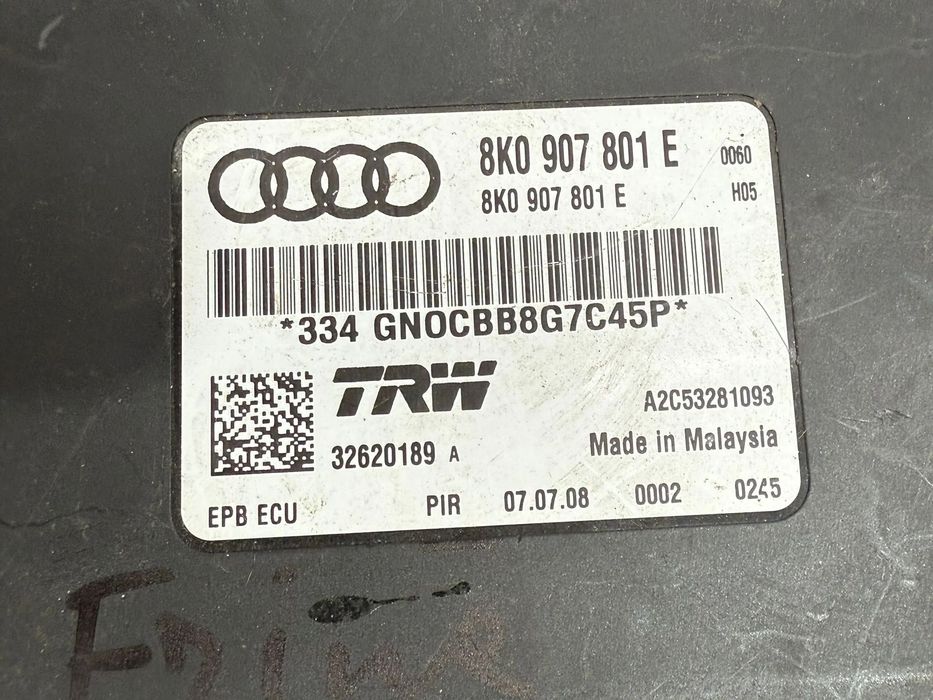 8K0 907 801 E 0060
8K0 907 801 E H05
*334 GN0CBB8G7C45P*
TRW
A2C53281093
32620189 A
Made in Malaysia
EPB ECU PIR 07.07.08 0002 0245